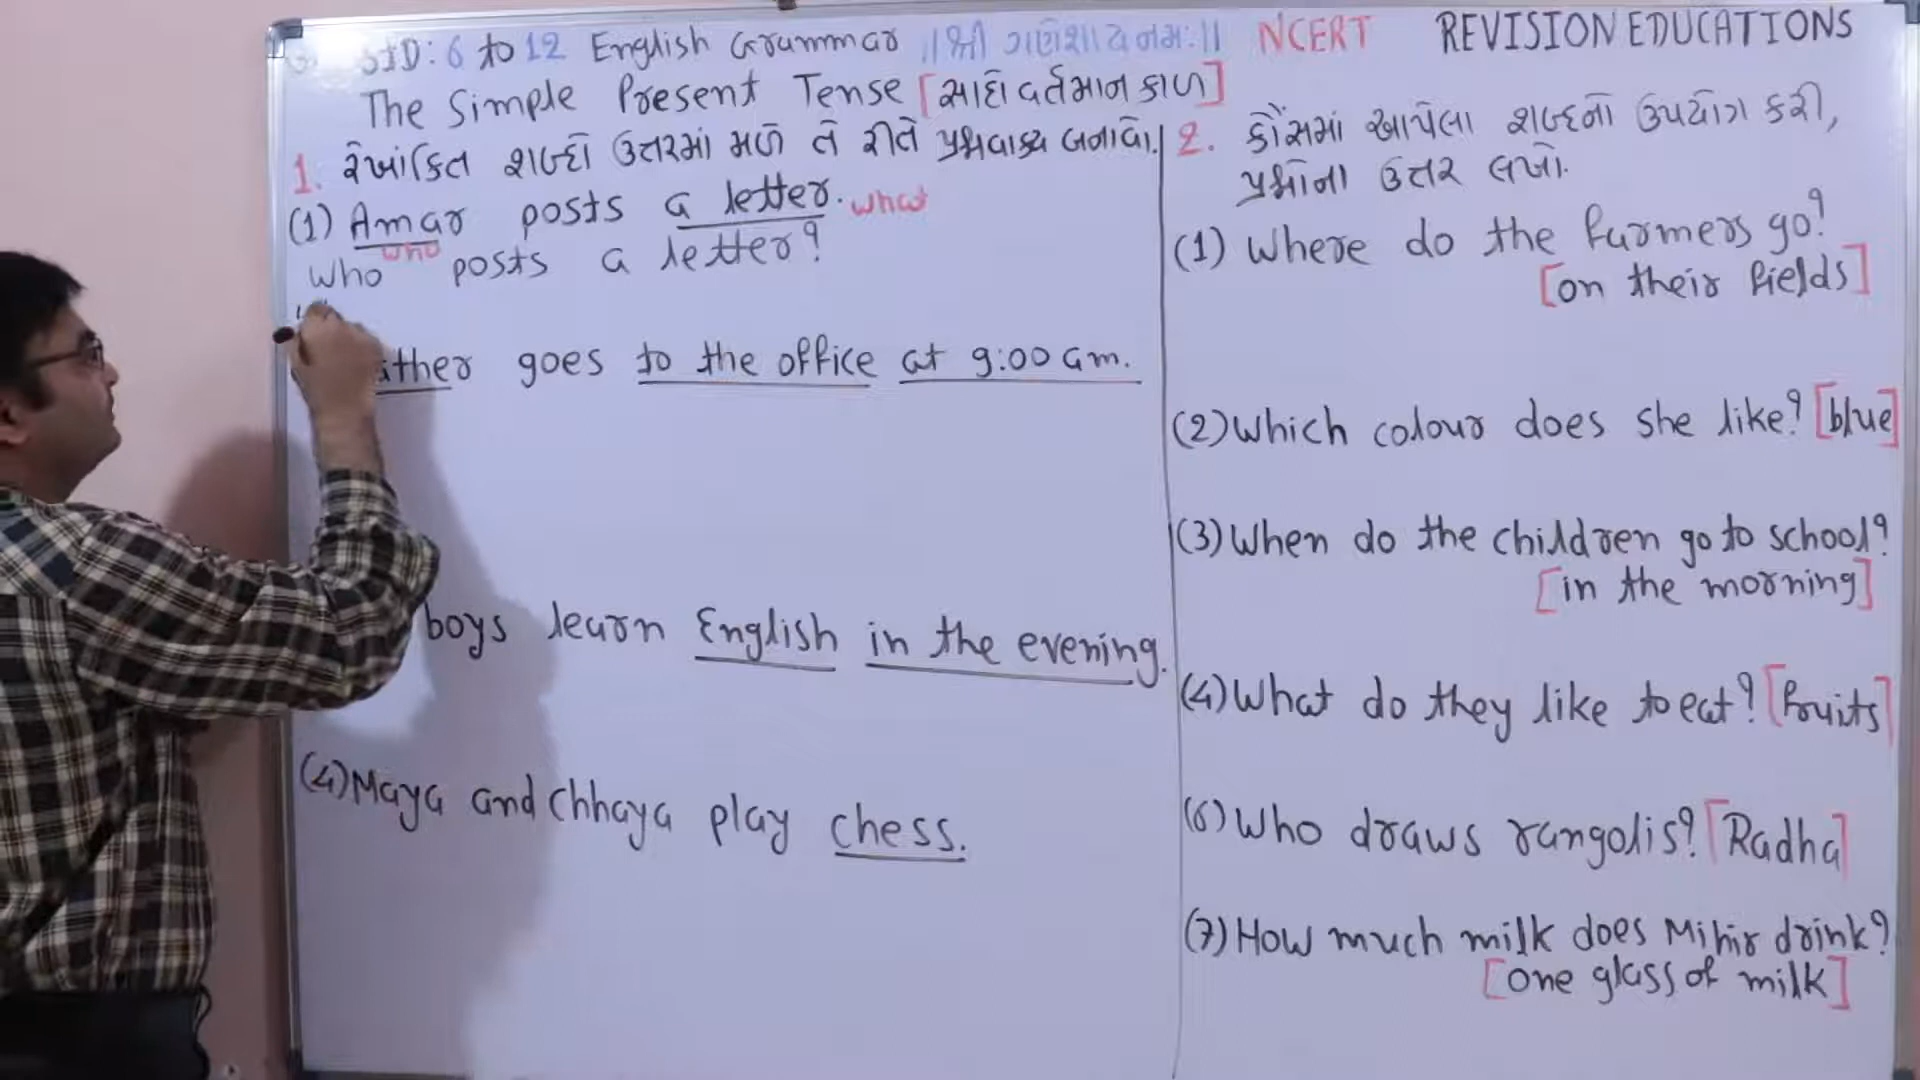 STD: 6 to 12 English Grammar ॥ શ્રી ગણેશાય નમઃ ॥ NCERT REVISION EDUCATIONS
The Simple Present Tense [સાદો વર્તમાન કાળ]
1. રેખાંકિત શબ્દો ઉત્તરમાં મળે તે રીતે પ્રશ્નવાક્ય બનાવો.
(1) Amar posts a letter. what
who
Who posts a letter?
goes to the office at 9:00 am.
boys learn English in the evening.
(4) Maya and Chhaya play chess.
2. કૌંસમાં આપેલા શબ્દનો ઉપયોગ કરી,
પ્રશ્નોના ઉત્તર લખો.
(1) Where do the farmers go?
[on their fields]
(2) Which colour does she like? [blue]
(3) When do the children go to school?
[in the morning]
(4) What do they like to eat? [fruits]
(6) Who draws rangolis? [Radha]
(7) How much milk does Mihir drink?
[one glass of milk]